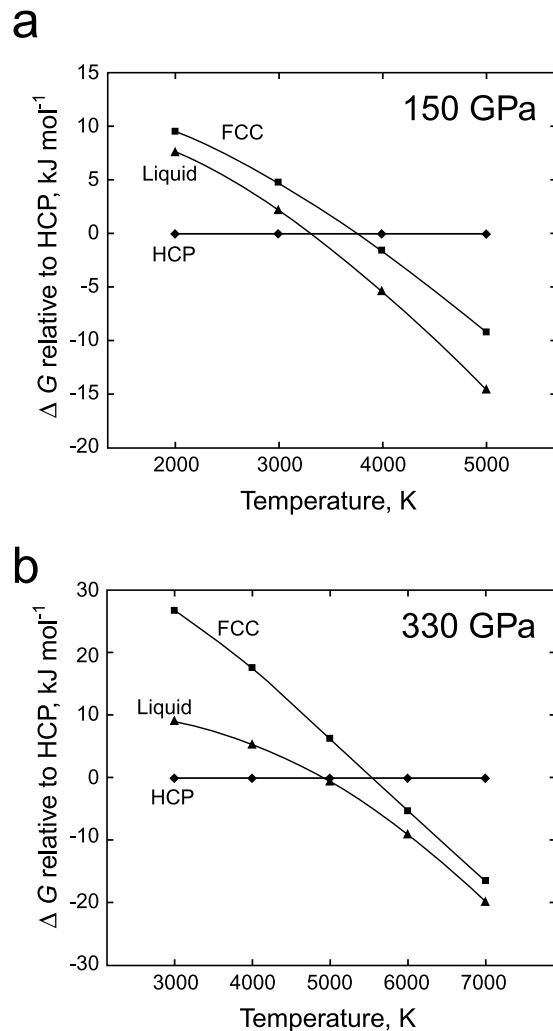 a
150 GPa
Δ G relative to HCP, kJ mol⁻¹
15
10
5
0
-5
-10
-15
-20
FCC
Liquid
HCP
2000 3000 4000 5000
Temperature, K
b
330 GPa
Δ G relative to HCP, kJ mol⁻¹
30
20
10
0
-10
-20
-30
FCC
Liquid
HCP
3000 4000 5000 6000 7000
Temperature, K